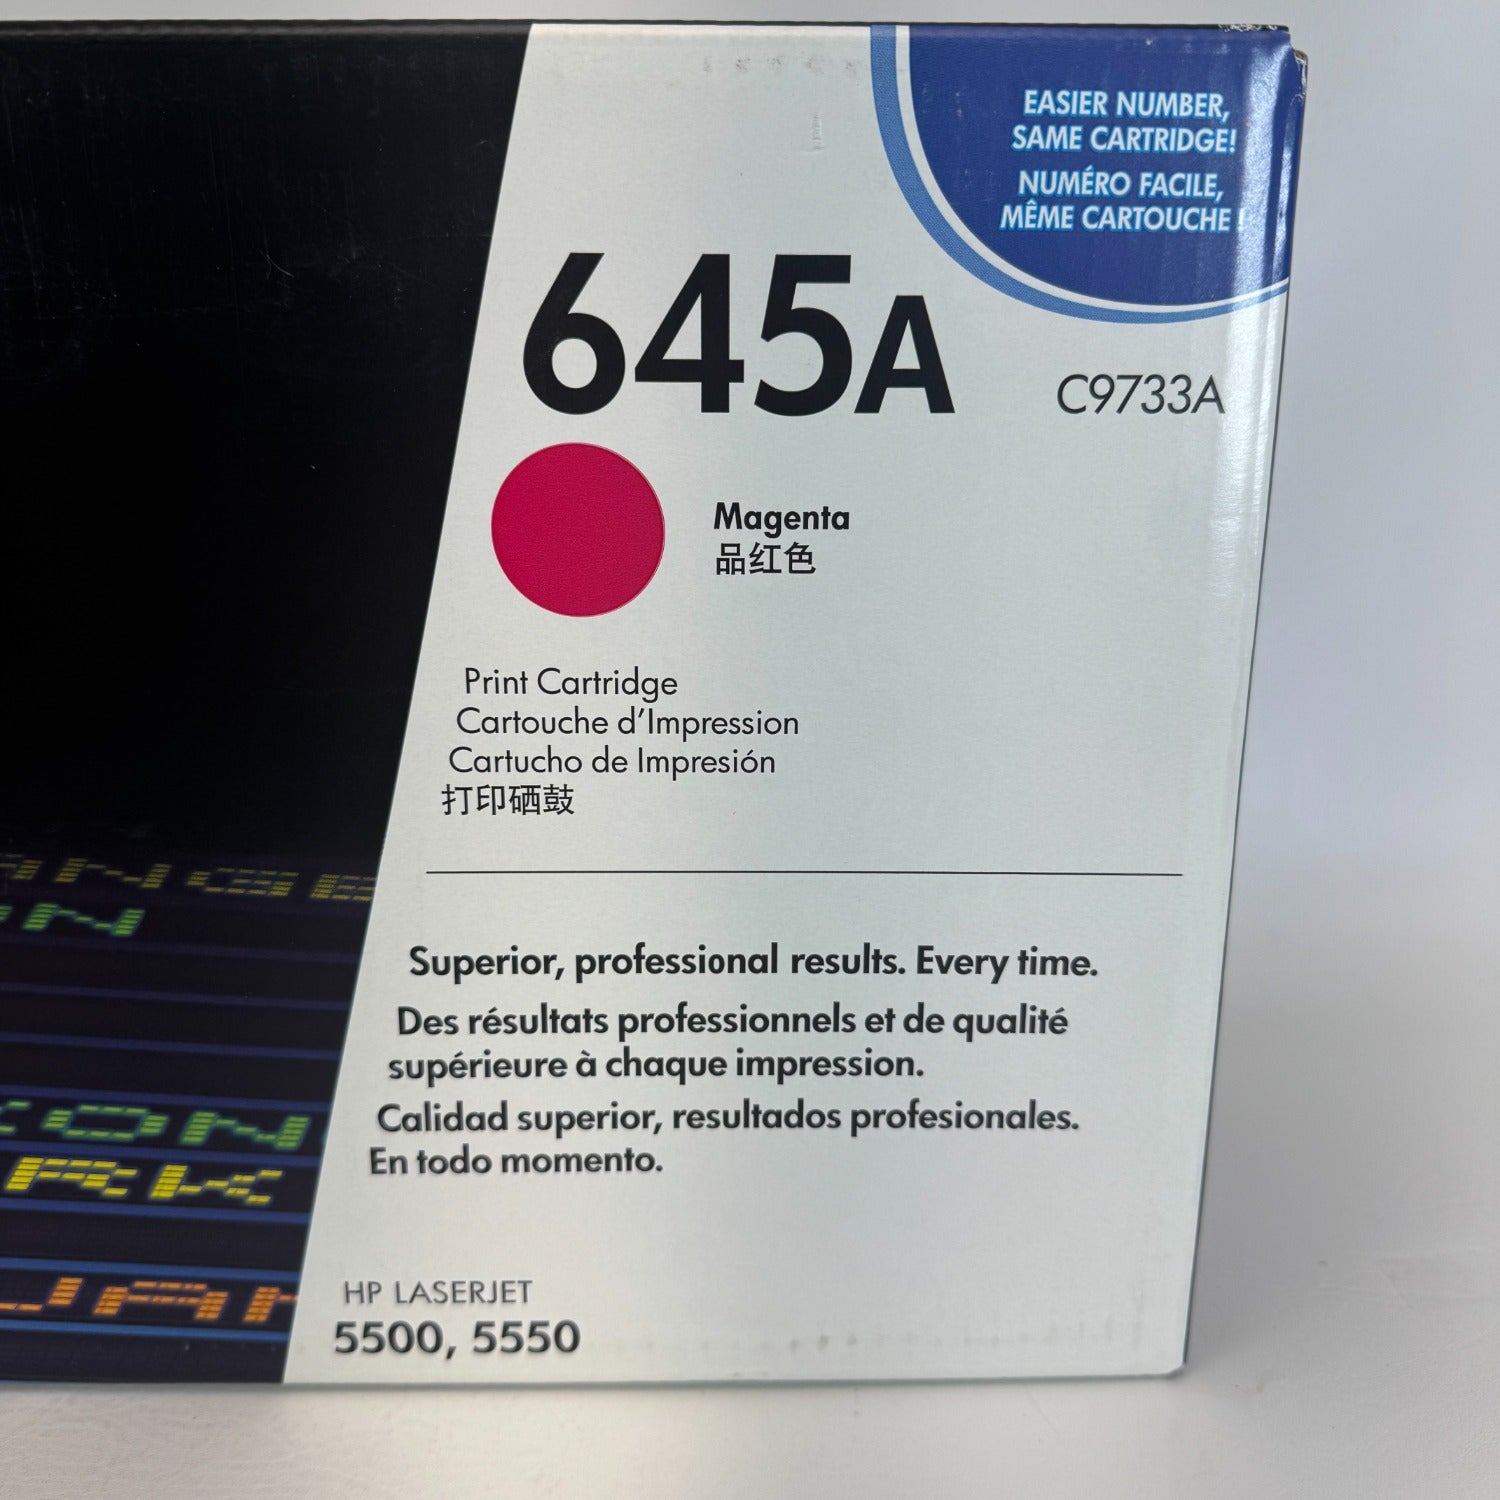 EASIER NUMBER,
SAME CARTRIDGE!
NUMÉRO FACILE,
MÊME CARTOUCHE !
645A
C9733A
Magenta
品红色
Print Cartridge
Cartouche d'Impression
Cartucho de Impresión
打印硒鼓
Superior, professional results. Every time.
Des résultats professionnels et de qualité
supérieure à chaque impression.
Calidad superior, resultados profesionales.
En todo momento.
HP LASERJET
5500, 5550